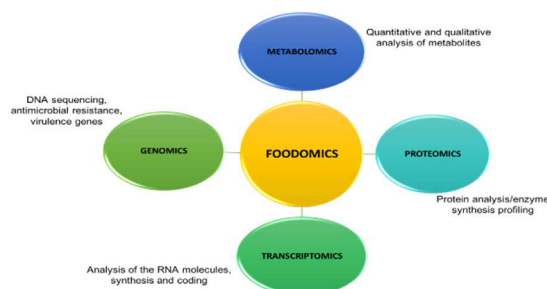 METABOLOMICS
Quantitative and qualitative
analysis of metabolites
DNA sequencing,
antimicrobial resistance,
virulence genes
GENOMICS
FOODOMICS
PROTEOMICS
Protein analysis/enzyme
synthesis profiling
TRANSCRIPTOMICS
Analysis of the RNA molecules,
synthesis and coding